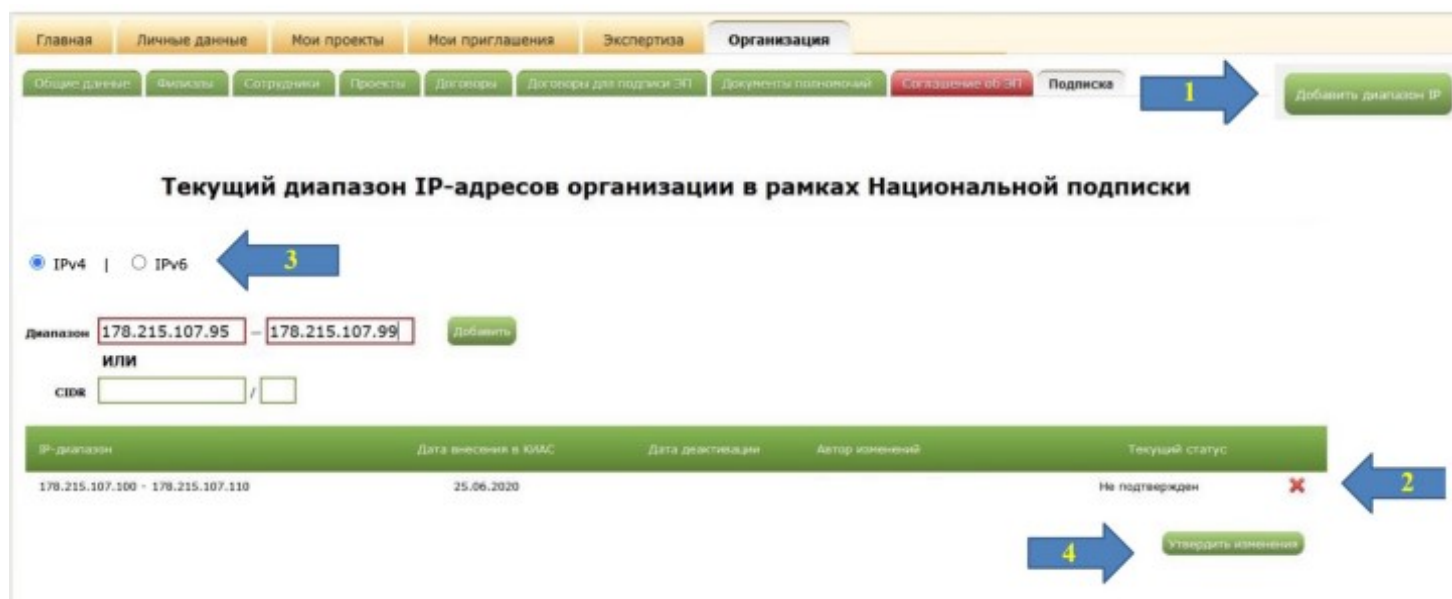 Главная Личные данные Мои проекты Мои приглашения Экспертиза Организация
Общие данные Филиалы Сотрудники Проекты Договоры Договоры для подписи ЭП Документы полномочий Соглашение об ЭП Подписка 1 Добавить диапазон IP
Текущий диапазон IP-адресов организации в рамках Национальной подписки
IPv4 | IPv6 3
Диапазон 178.215.107.95 – 178.215.107.99 Добавить
или
CIDR /
IP-диапазон Дата внесения в КИАС Дата деактивации Автор изменений Текущий статус
178.215.107.100 - 178.215.107.110 25.06.2020 Не подтвержден 2
4 Утвердить изменения